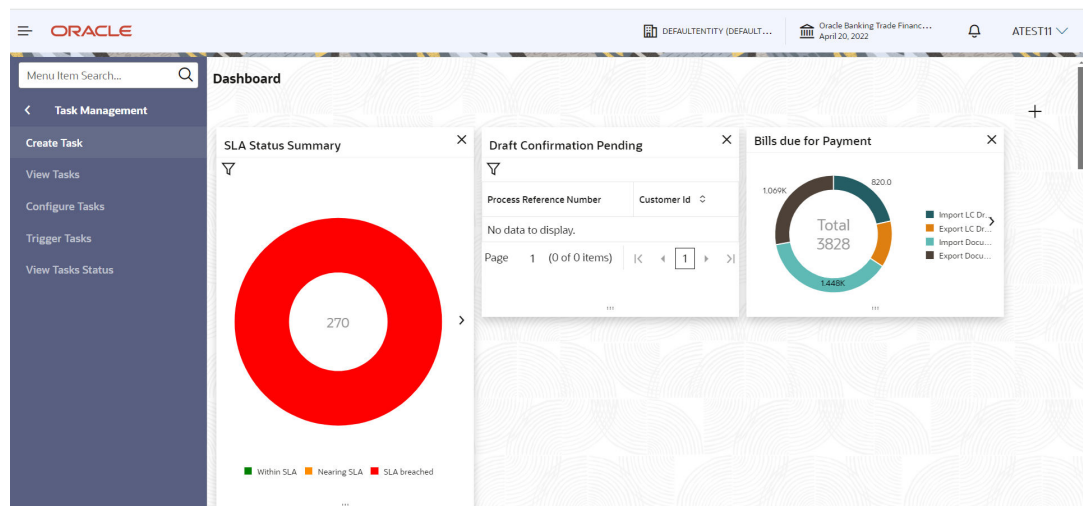 ORACLE
DEFAULTENTITY (DEFAULT...
Oracle Banking Trade Financ...
April 20, 2022
ATEST11
Menu Item Search...
Task Management
Create Task
View Tasks
Configure Tasks
Trigger Tasks
View Tasks Status
Dashboard
SLA Status Summary
270
Within SLA
Nearing SLA
SLA breached
Draft Confirmation Pending
Process Reference Number
Customer Id
No data to display.
Page 1 (0 of 0 items) 1
Bills due for Payment
1.069K
820.0
Total
3828
1.448K
Import LC Dr...
Export LC Dr...
Import Docu...
Export Docu...